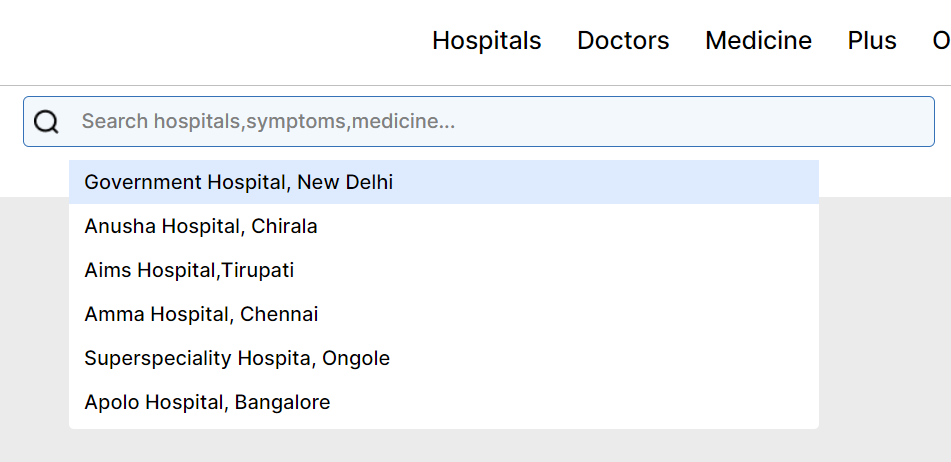 Hospitals Doctors Medicine Plus O
Search hospitals,symptoms,medicine...
Government Hospital, New Delhi
Anusha Hospital, Chirala
Aims Hospital,Tirupati
Amma Hospital, Chennai
Superspeciality Hospita, Ongole
Apolo Hospital, Bangalore